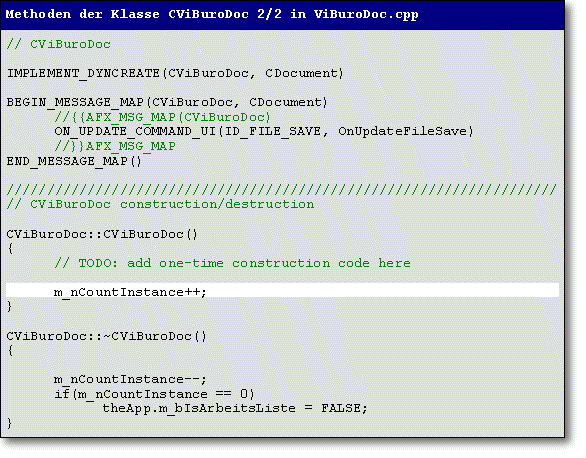 Methoden der Klasse CViBuroDoc 2/2 in ViBuroDoc.cpp
// CViBuroDoc
IMPLEMENT_DYNCREATE(CViBuroDoc, CDocument)
BEGIN_MESSAGE_MAP(CViBuroDoc, CDocument)
//{{AFX_MSG_MAP(CViBuroDoc)
ON_UPDATE_COMMAND_UI(ID_FILE_SAVE, OnUpdateFileSave)
//}}AFX_MSG_MAP
END_MESSAGE_MAP()
////////////////////////////////////////////////////////////////////
// CViBuroDoc construction/destruction
CViBuroDoc::CViBuroDoc()
{
// TODO: add one-time construction code here
m_nCountInstance++;
}
CViBuroDoc::~CViBuroDoc()
{
m_nCountInstance--;
if(m_nCountInstance == 0)
theApp.m_bIsArbeitsListe = FALSE;
}